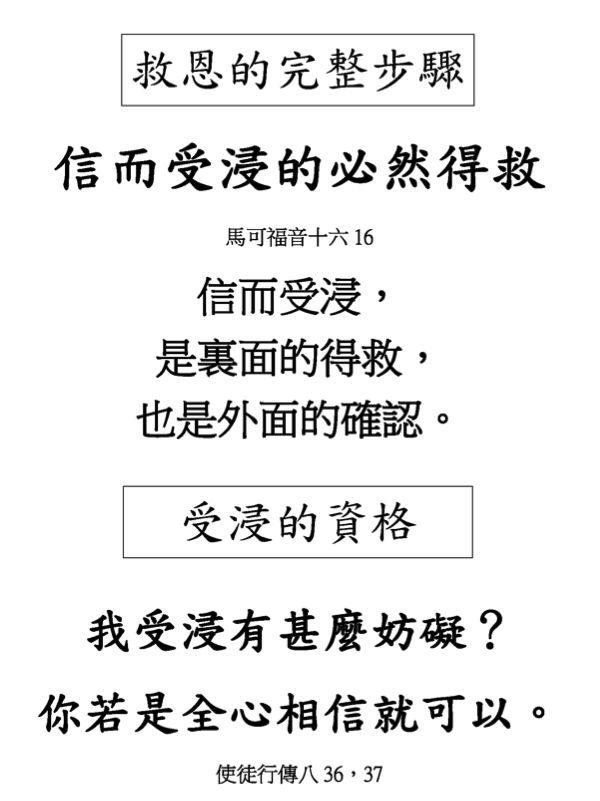 救恩的完整步驟
信而受浸的必然得救
馬可福音十六 16
信而受浸，
是裏面的得救，
也是外面的確認。
受浸的資格
我受浸有甚麼妨礙？
你若是全心相信就可以。
使徒行傳八 36，37